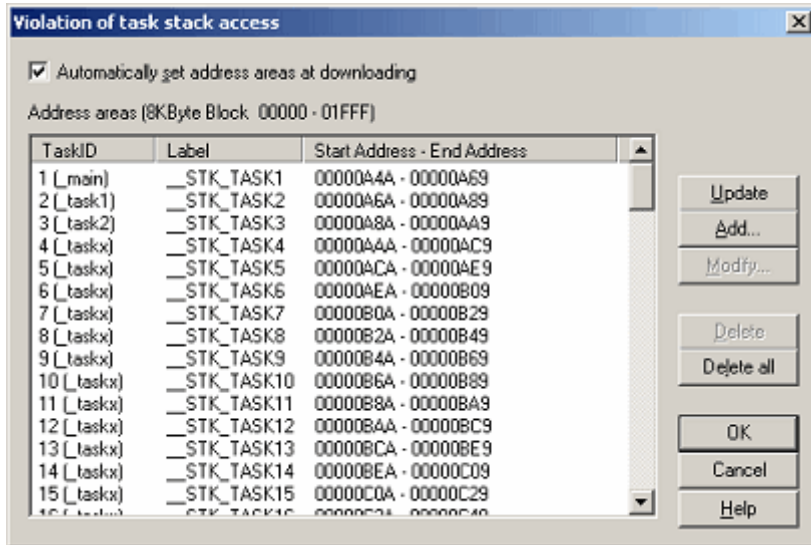 Violation of task stack access
Automatically set address areas at downloading
Address areas (8KByte Block 00000 - 01FFF)
TaskID Label Start Address - End Address
1 (_main) __STK_TASK1 00000A4A - 00000A69
2 (_task1) __STK_TASK2 00000A6A - 00000A89
3 (_task2) __STK_TASK3 00000A8A - 00000AA9
4 (_taskx) __STK_TASK4 00000AAA - 00000AC9
5 (_taskx) __STK_TASK5 00000ACA - 00000AE9
6 (_taskx) __STK_TASK6 00000AEA - 00000B09
7 (_taskx) __STK_TASK7 00000B0A - 00000B29
8 (_taskx) __STK_TASK8 00000B2A - 00000B49
9 (_taskx) __STK_TASK9 00000B4A - 00000B69
10 (_taskx) __STK_TASK10 00000B6A - 00000B89
11 (_taskx) __STK_TASK11 00000B8A - 00000BA9
12 (_taskx) __STK_TASK12 00000BAA - 00000BC9
13 (_taskx) __STK_TASK13 00000BCA - 00000BE9
14 (_taskx) __STK_TASK14 00000BEA - 00000C09
15 (_taskx) __STK_TASK15 00000C0A - 00000C29
Update
Add...
Modify...
Delete
Delete all
OK
Cancel
Help